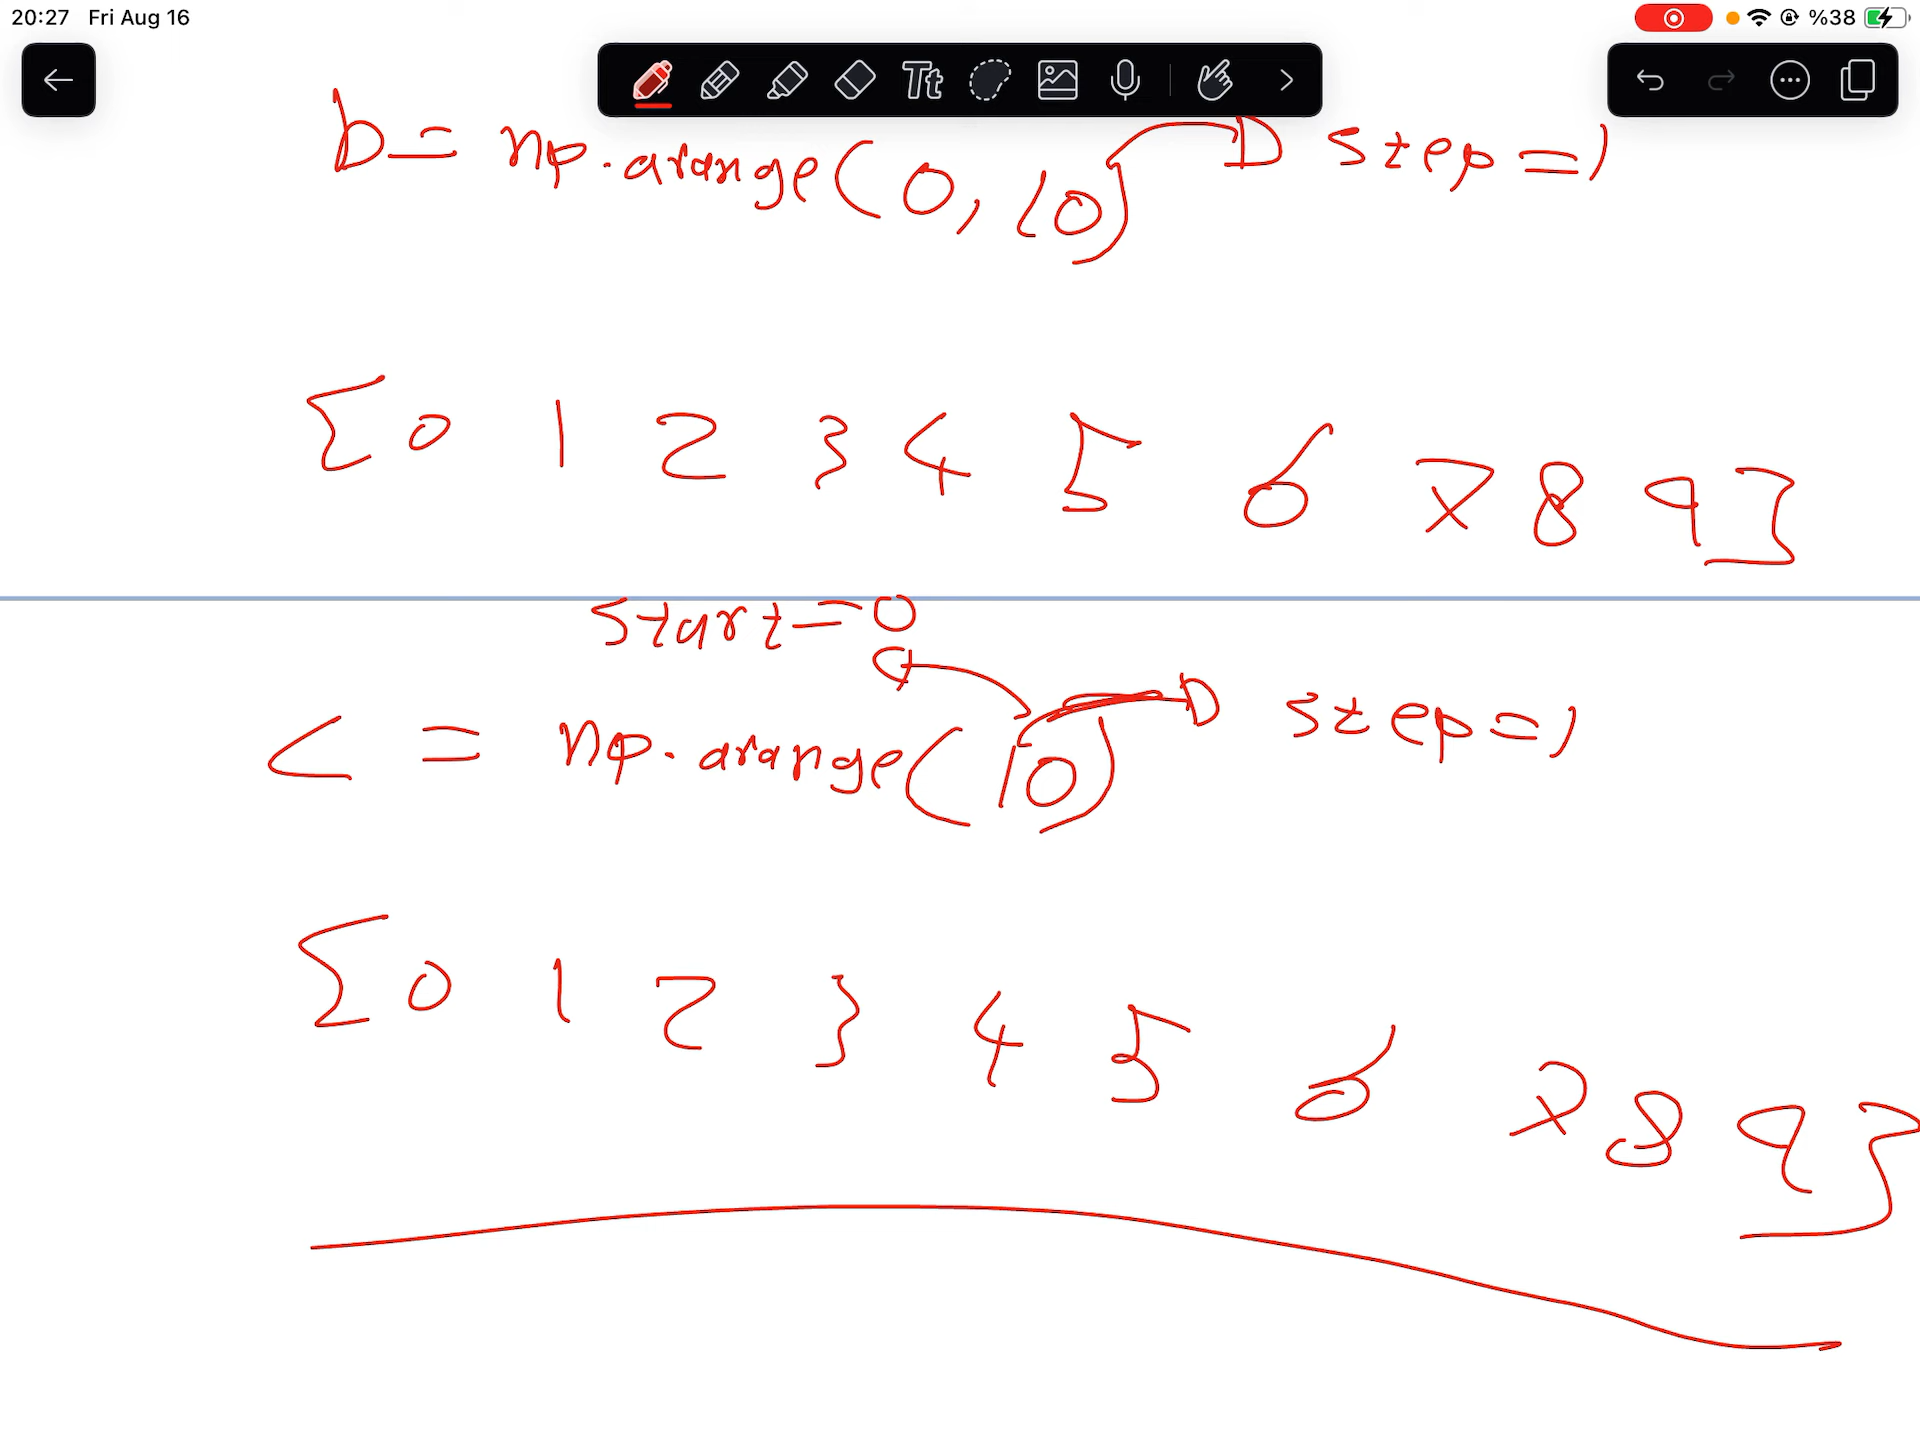 20:27 Fri Aug 16 %38
Tt
b = np.arange(0, 10) step = 1
[0 1 2 3 4 5 6 7 8 9]
start = 0
c = np.arange(10) step = 1
[0 1 2 3 4 5 6 7 8 9]